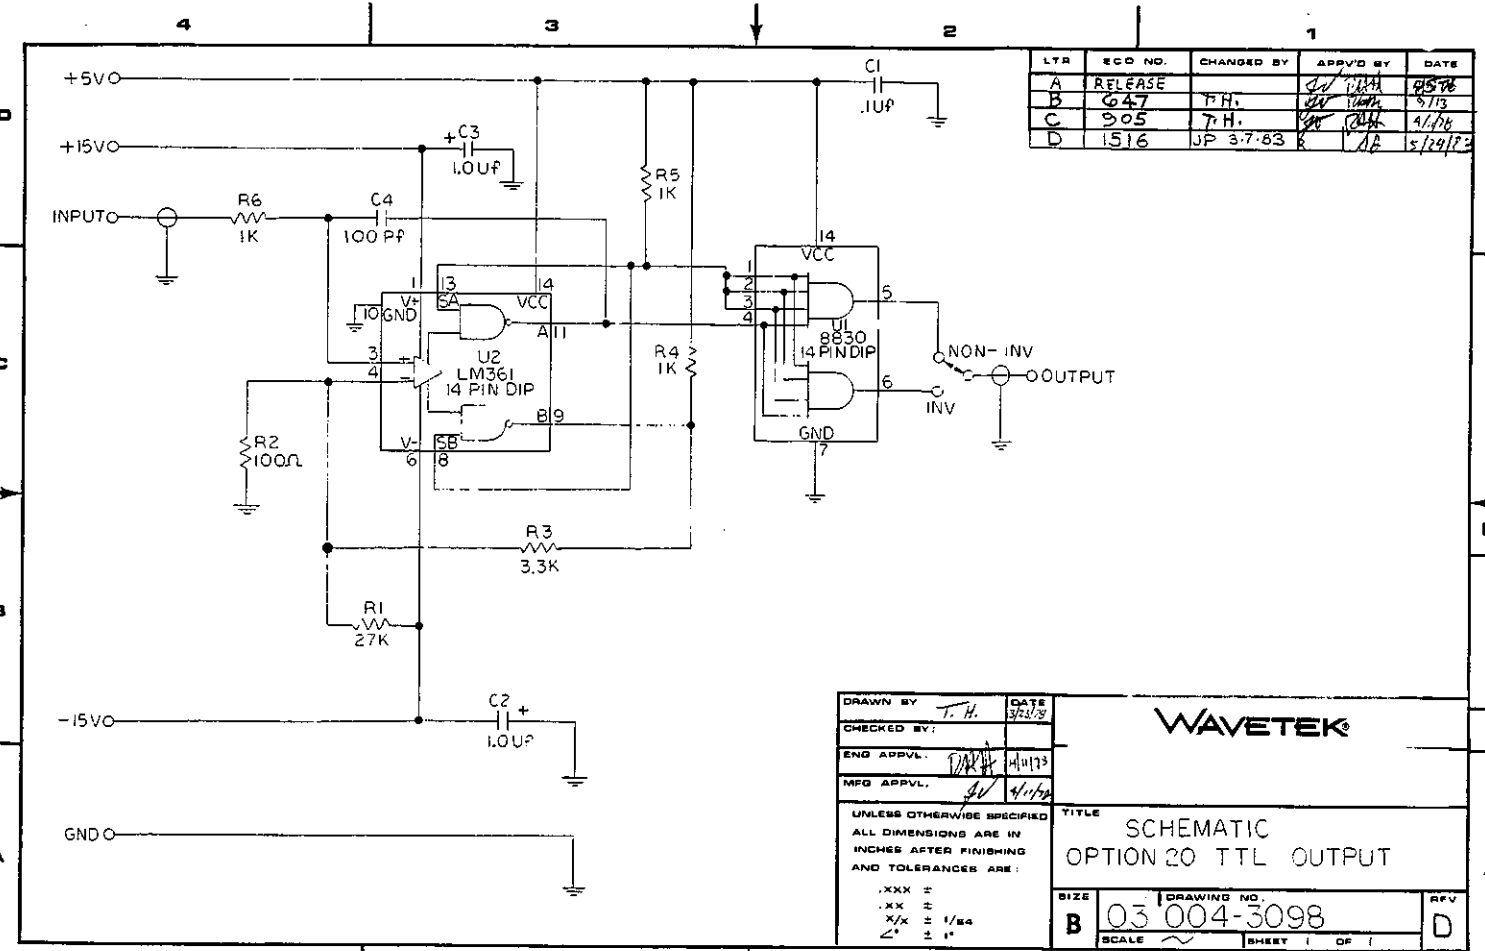 4 3 2 1
LTR ECO NO. CHANGED BY APPV'D BY DATE
A RELEASE
B 647 T.H. 9/13
C 905 T.H.
D 1516 JP 3-7-83
D
+5V
C1
.1UF
+15V
+ C3
1.0Uf
R5
1K
INPUT
R6
1K
C4
100 Pf
14
VCC
1
2
3
4
5
U1
8830
14 PIN DIP
6
GND
7
NON-INV
OUTPUT
INV
1 13 14
V+ SA VCC
10 GND
A 11
3 +
4 -
U2
LM361
14 PIN DIP
B 9
V- SB
6 8
R4
1K
C
R2
100Ω
R3
3.3K
R1
27K
B
-15V
C2 +
1.0UF
GND
DRAWN BY T.H. DATE
CHECKED BY:
ENG APPVL.
MFG APPVL.
WAVETEK®
UNLESS OTHERWISE SPECIFIED
ALL DIMENSIONS ARE IN
INCHES AFTER FINISHING
AND TOLERANCES ARE:
.XXX ±
.XX ±
X/X ± 1/64
∠° ± 1°
TITLE
SCHEMATIC
OPTION 20 TTL OUTPUT
SIZE
B
DRAWING NO.
03 004-3098
REV
D
SCALE ~ SHEET 1 OF 1